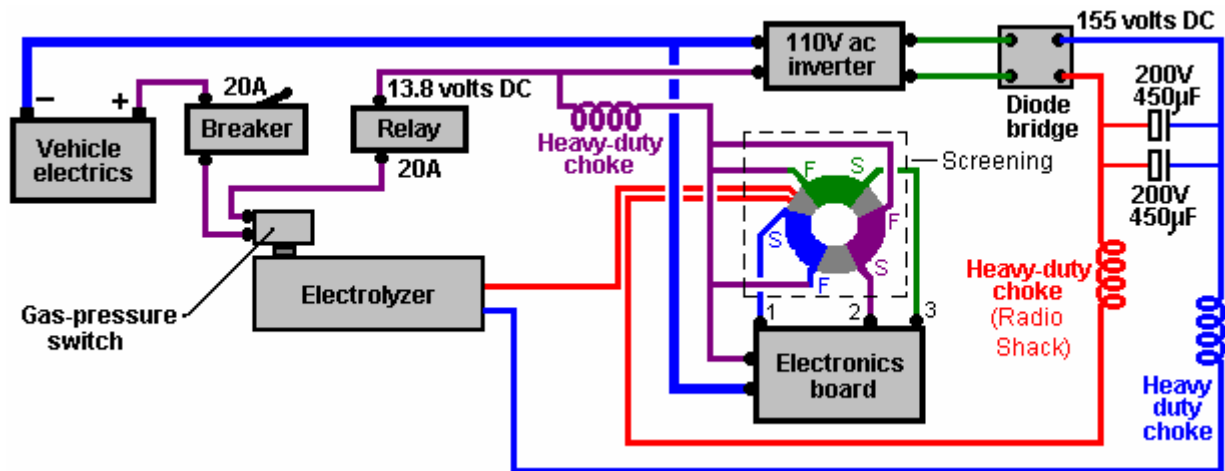 155 volts DC
110V ac
inverter
20A
13.8 volts DC
200V
450µF
–
+
Breaker
Relay
Diode
bridge
Vehicle
electrics
Heavy-duty
choke
20A
Screening
F
S
F
S
S
F
200V
450µF
Heavy-duty
choke
(Radio
Shack)
Electrolyzer
1
2
3
Gas-pressure
switch
Electronics
board
Heavy
duty
choke